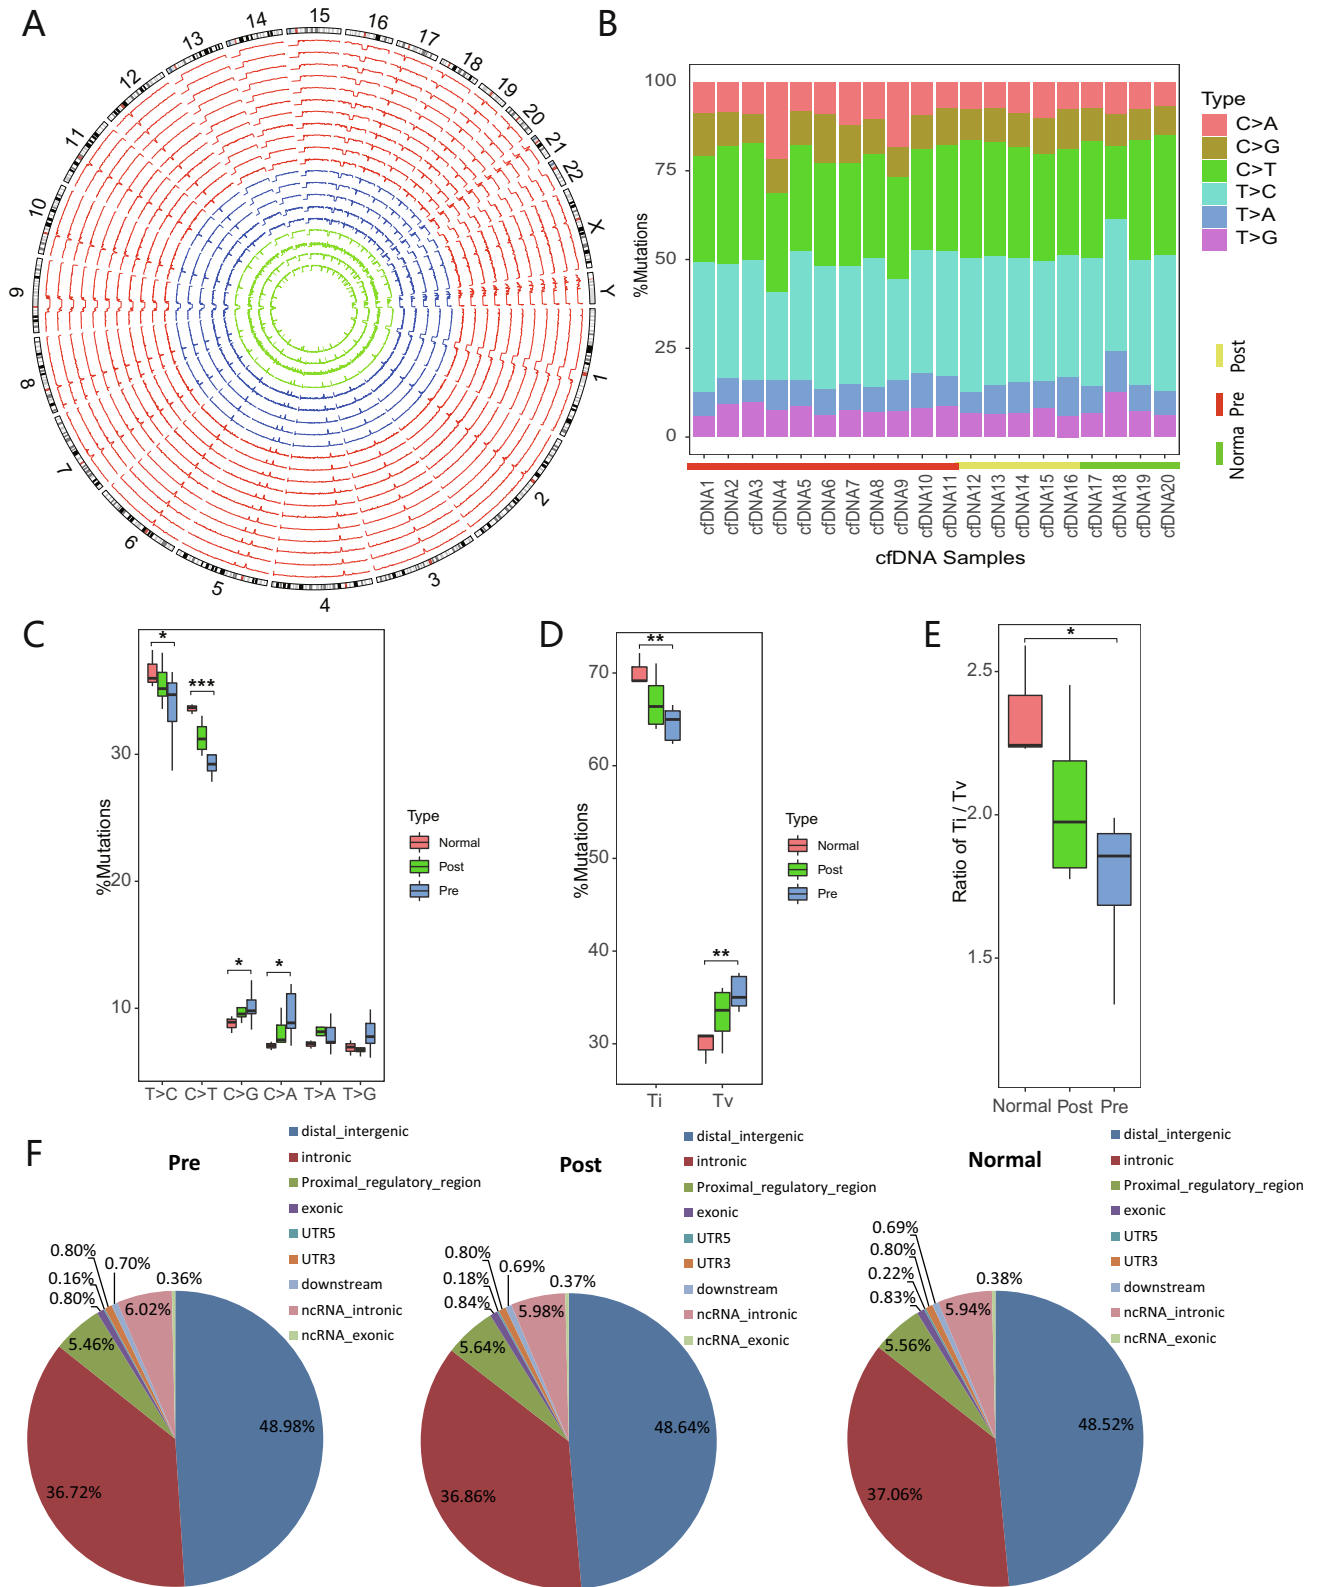 A
1
2
3
4
5
6
7
8
9
10
11
12
13
14
15
16
17
18
19
20
21
22
X
Y
B
%Mutations
100
75
50
25
0
cfDNA1
cfDNA2
cfDNA3
cfDNA4
cfDNA5
cfDNA6
cfDNA7
cfDNA8
cfDNA9
cfDNA10
cfDNA11
cfDNA12
cfDNA13
cfDNA14
cfDNA15
cfDNA16
cfDNA17
cfDNA18
cfDNA19
cfDNA20
cfDNA Samples
Type
C>A
C>G
C>T
T>C
T>A
T>G
Post
Pre
Norma
C
%Mutations
30
20
10
*
***
*
*
T>C C>T C>G C>A T>A T>G
Type
Normal
Post
Pre
D
%Mutations
70
60
50
40
30
**
**
Ti Tv
Type
Normal
Post
Pre
E
Ratio of Ti / Tv
2.5
2.0
1.5
*
Normal Post Pre
F
Pre
distal_intergenic
intronic
Proximal_regulatory_region
exonic
UTR5
UTR3
downstream
ncRNA_intronic
ncRNA_exonic
0.80%
0.16%
0.80%
0.70%
0.36%
6.02%
5.46%
48.98%
36.72%
Post
distal_intergenic
intronic
Proximal_regulatory_region
exonic
UTR5
UTR3
downstream
ncRNA_intronic
ncRNA_exonic
0.80%
0.18%
0.84%
0.69%
0.37%
5.98%
5.64%
48.64%
36.86%
Normal
distal_intergenic
intronic
Proximal_regulatory_region
exonic
UTR5
UTR3
downstream
ncRNA_intronic
ncRNA_exonic
0.69%
0.80%
0.22%
0.83%
0.38%
5.94%
5.56%
48.52%
37.06%